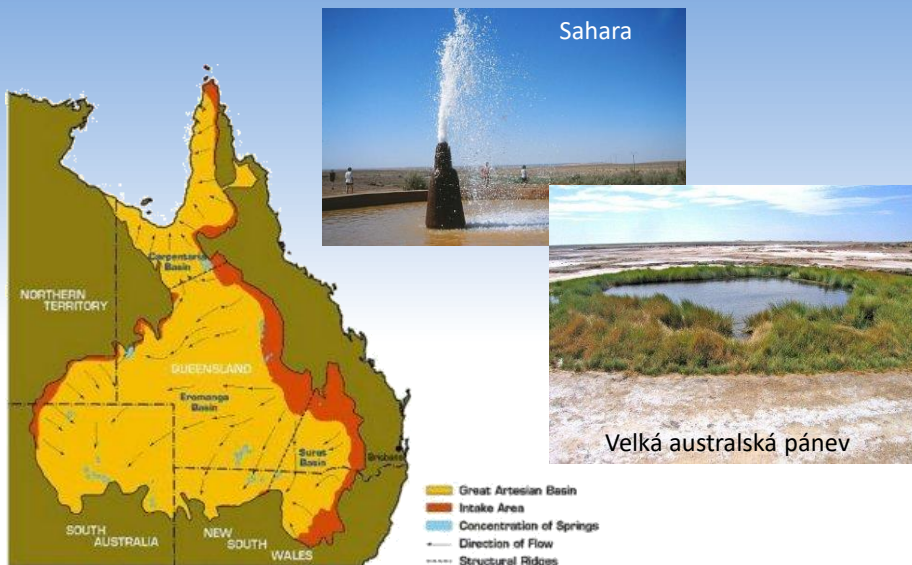 Sahara
Velká australská pánev
Carpentaria
Basin
NORTHERN
TERRITORY
QUEENSLAND
Eromanga
Basin
Surat
Basin
Brisbane
SOUTH
AUSTRALIA
NEW
SOUTH
WALES
Great Artesian Basin
Intake Area
Concentration of Springs
Direction of Flow
Structural Ridges